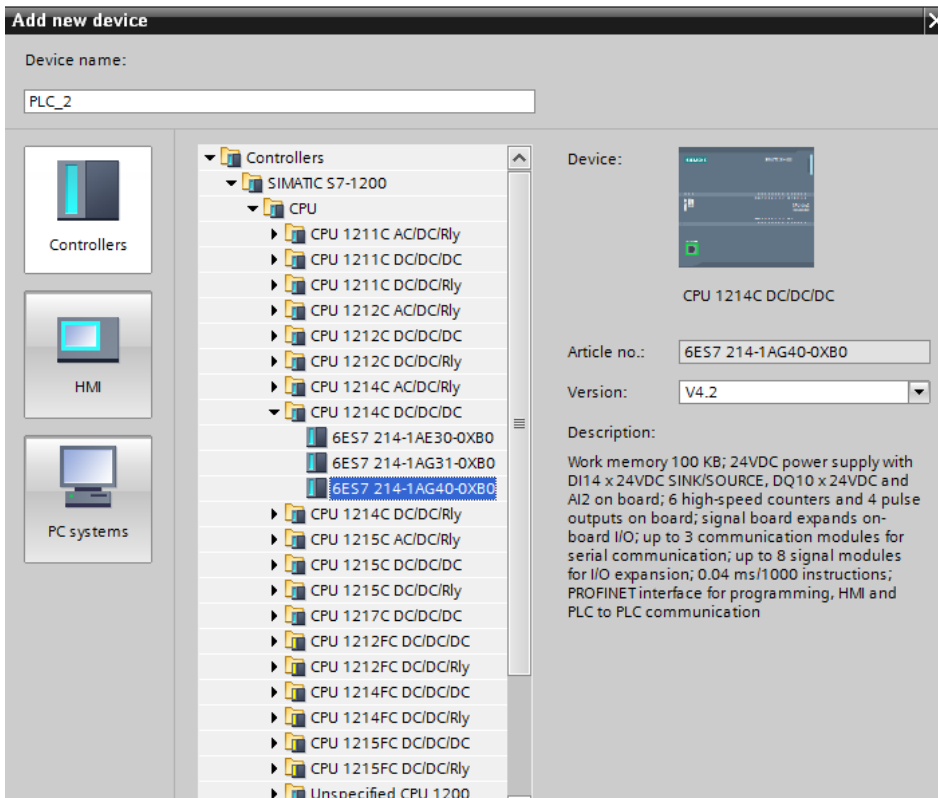 Add new device
Device name:
PLC_2
Controllers
HMI
PC systems
Controllers
SIMATIC S7-1200
CPU
CPU 1211C AC/DC/Rly
CPU 1211C DC/DC/DC
CPU 1211C DC/DC/Rly
CPU 1212C AC/DC/Rly
CPU 1212C DC/DC/DC
CPU 1212C DC/DC/Rly
CPU 1214C AC/DC/Rly
CPU 1214C DC/DC/DC
6ES7 214-1AE30-0XB0
6ES7 214-1AG31-0XB0
6ES7 214-1AG40-0XB0
CPU 1214C DC/DC/Rly
CPU 1215C AC/DC/Rly
CPU 1215C DC/DC/DC
CPU 1215C DC/DC/Rly
CPU 1217C DC/DC/DC
CPU 1212FC DC/DC/DC
CPU 1212FC DC/DC/Rly
CPU 1214FC DC/DC/DC
CPU 1214FC DC/DC/Rly
CPU 1215FC DC/DC/DC
CPU 1215FC DC/DC/Rly
Unspecified CPU 1200
Device:
SIEMENS
CPU 1214C DC/DC/DC
Article no.:
6ES7 214-1AG40-0XB0
Version:
V4.2
Description:
Work memory 100 KB; 24VDC power supply with
DI14 x 24VDC SINK/SOURCE, DQ10 x 24VDC and
AI2 on board; 6 high-speed counters and 4 pulse
outputs on board; signal board expands on-
board I/O; up to 3 communication modules for
serial communication; up to 8 signal modules
for I/O expansion; 0.04 ms/1000 instructions;
PROFINET interface for programming, HMI and
PLC to PLC communication